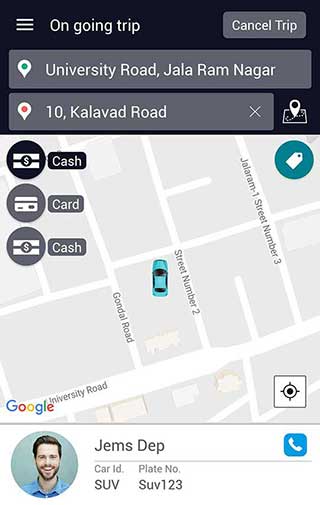 On going trip
Cancel Trip
University Road, Jala Ram Nagar
10, Kalavad Road
Cash
Card
Cash
Jalaram-1 Street Number 3
Street Number 2
Gondal Road
University Road
Google
Jems Dep
Car Id. Plate No.
SUV Suv123